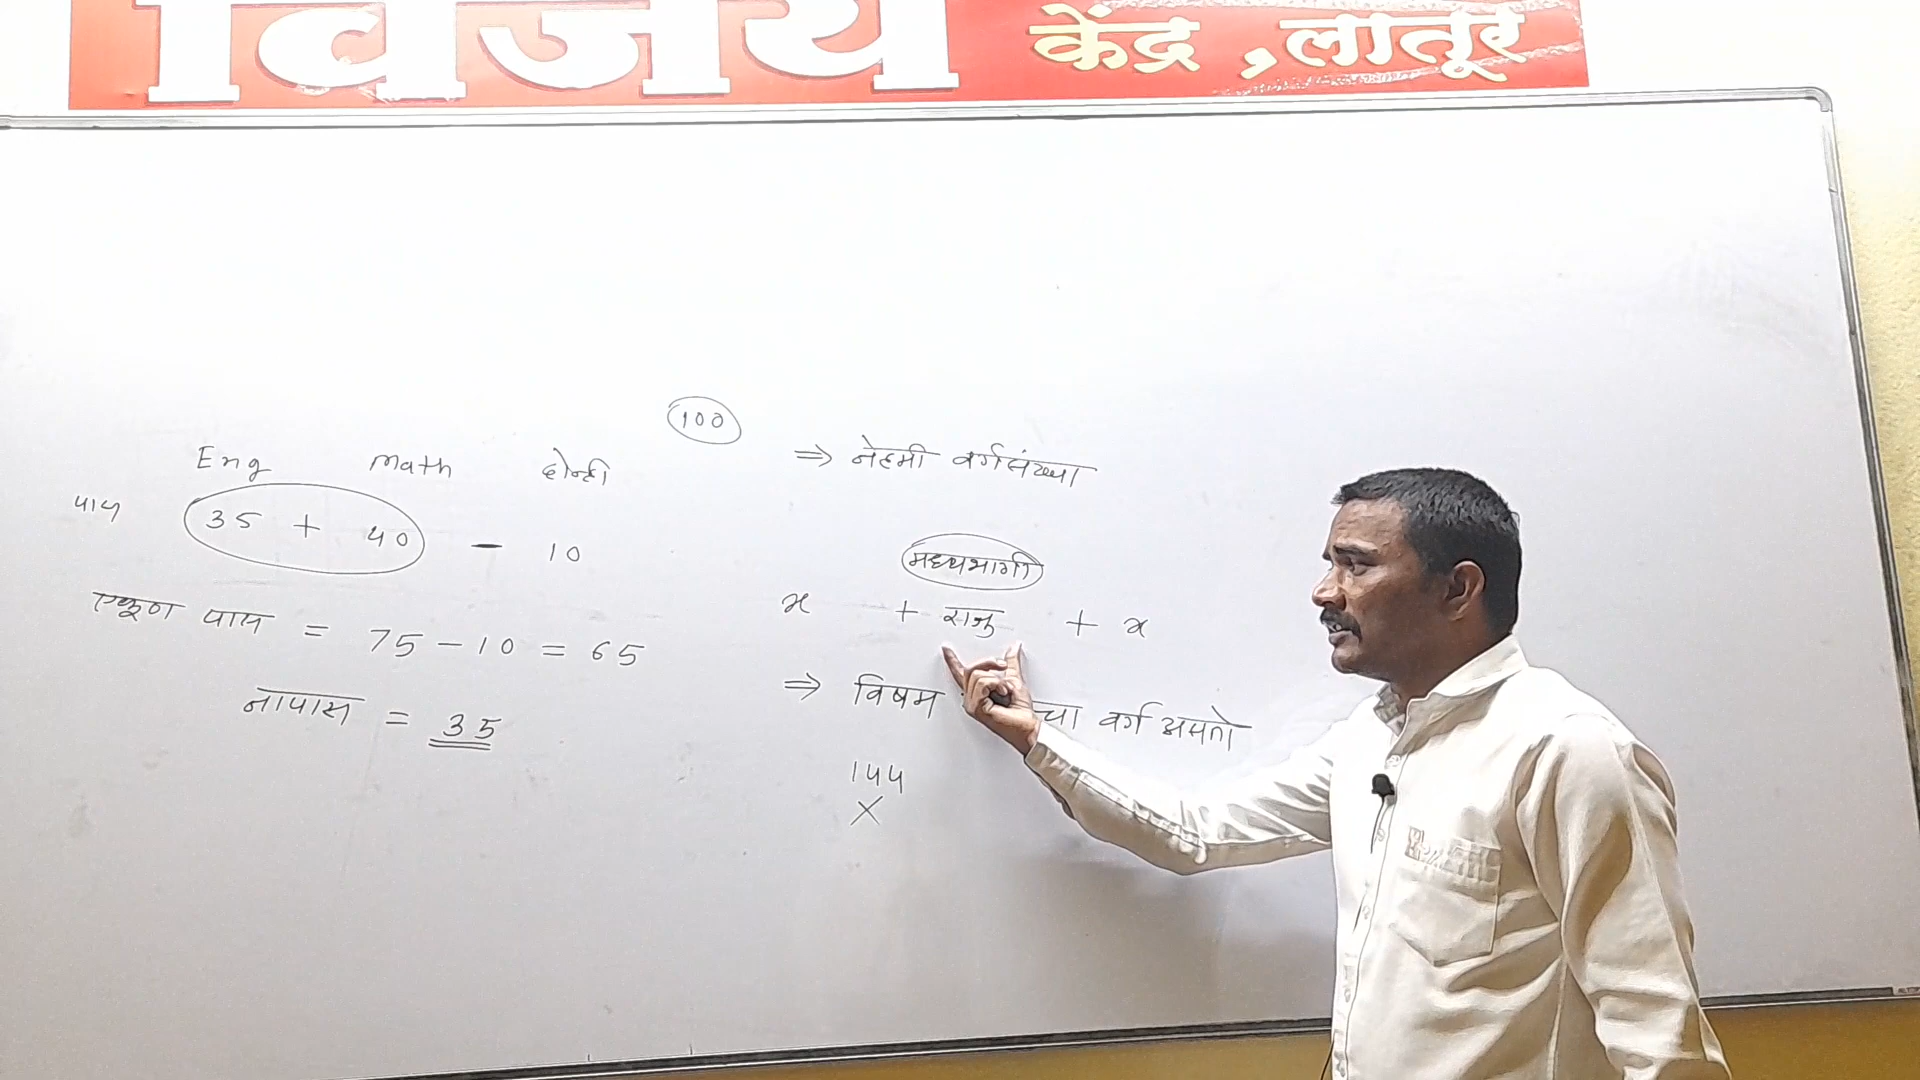 विजय केंद्र , लातूर
100
Eng Math दोन्ही
पास 35 + 40 - 10
एकूण पास = 75 - 10 = 65
नापास = 35
⇒ नेहमी वर्गसंख्या
मध्यभागी
x + राजु + x
⇒ विषम च्या वर्ग असतो
144
X